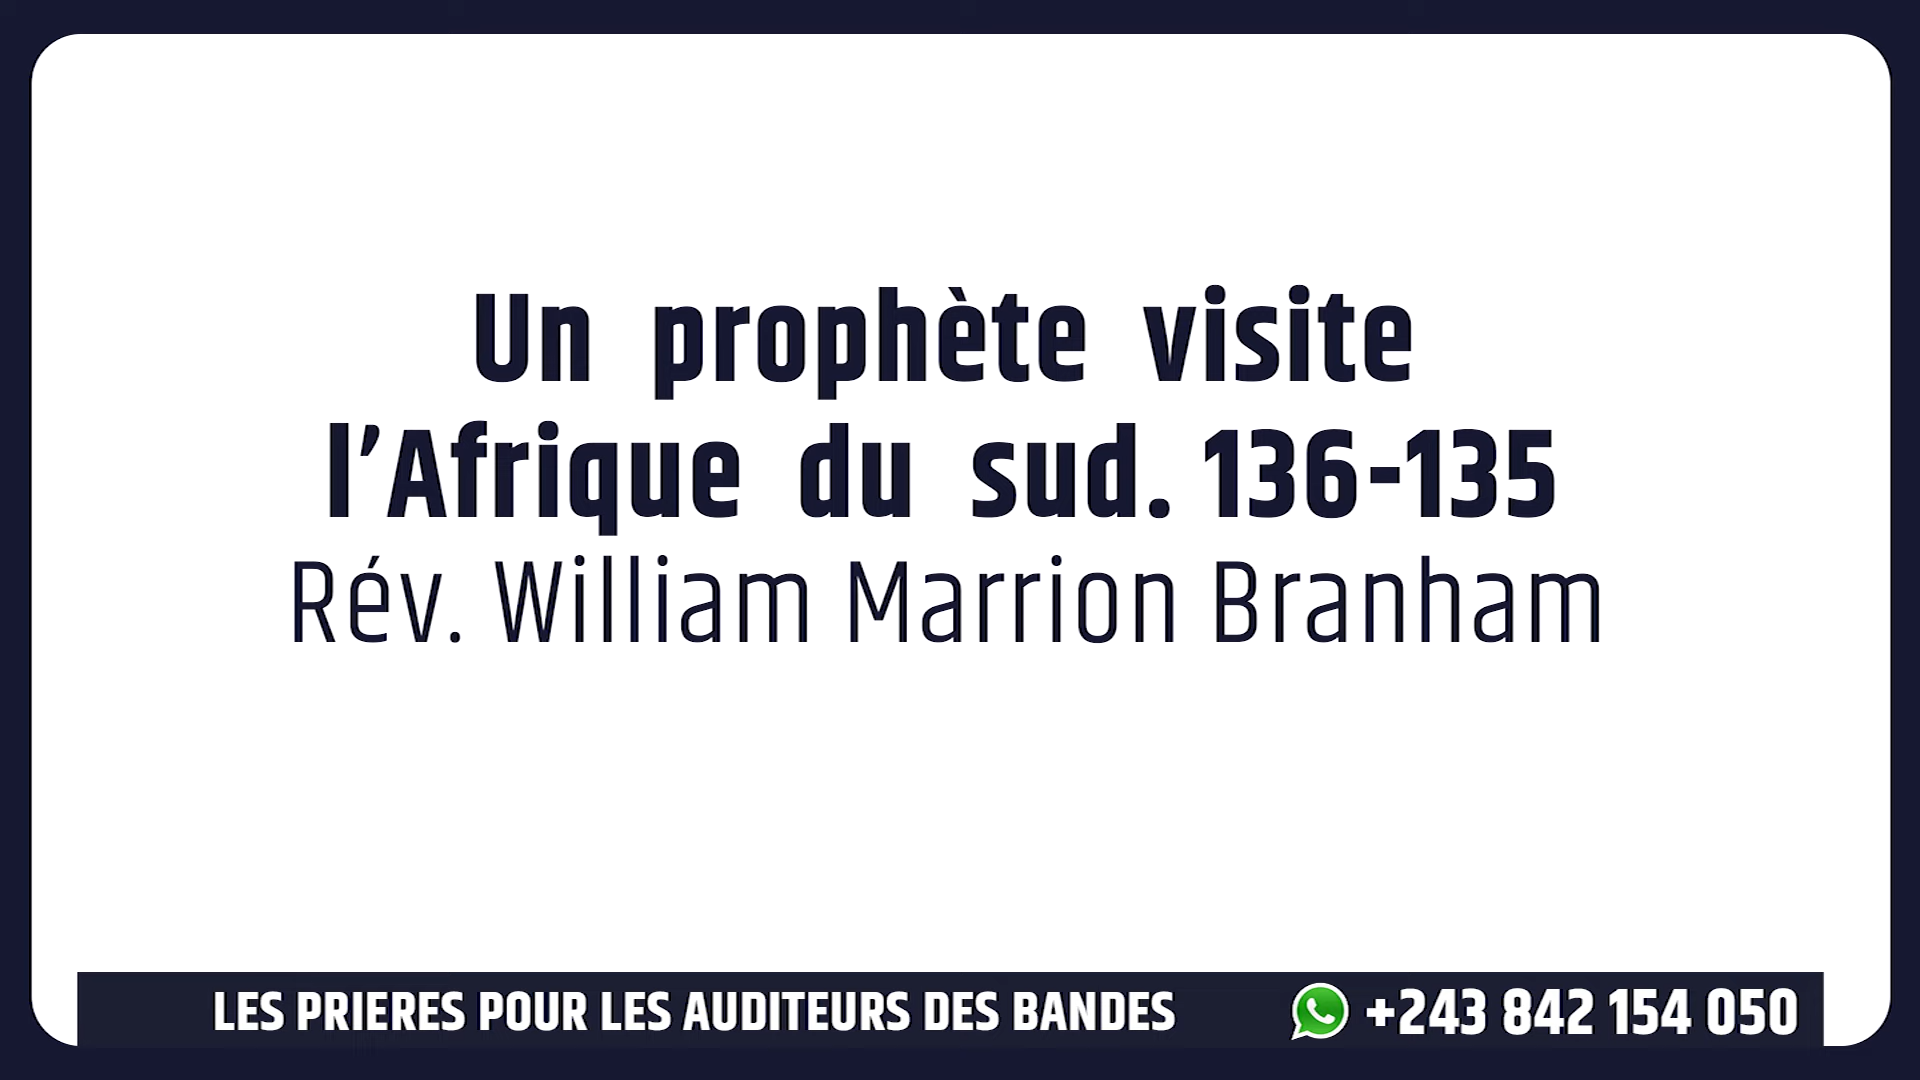 Un prophète visite
l’Afrique du sud. 136-135
Rév. William Marrion Branham
LES PRIERES POUR LES AUDITEURS DES BANDES
+243 842 154 050